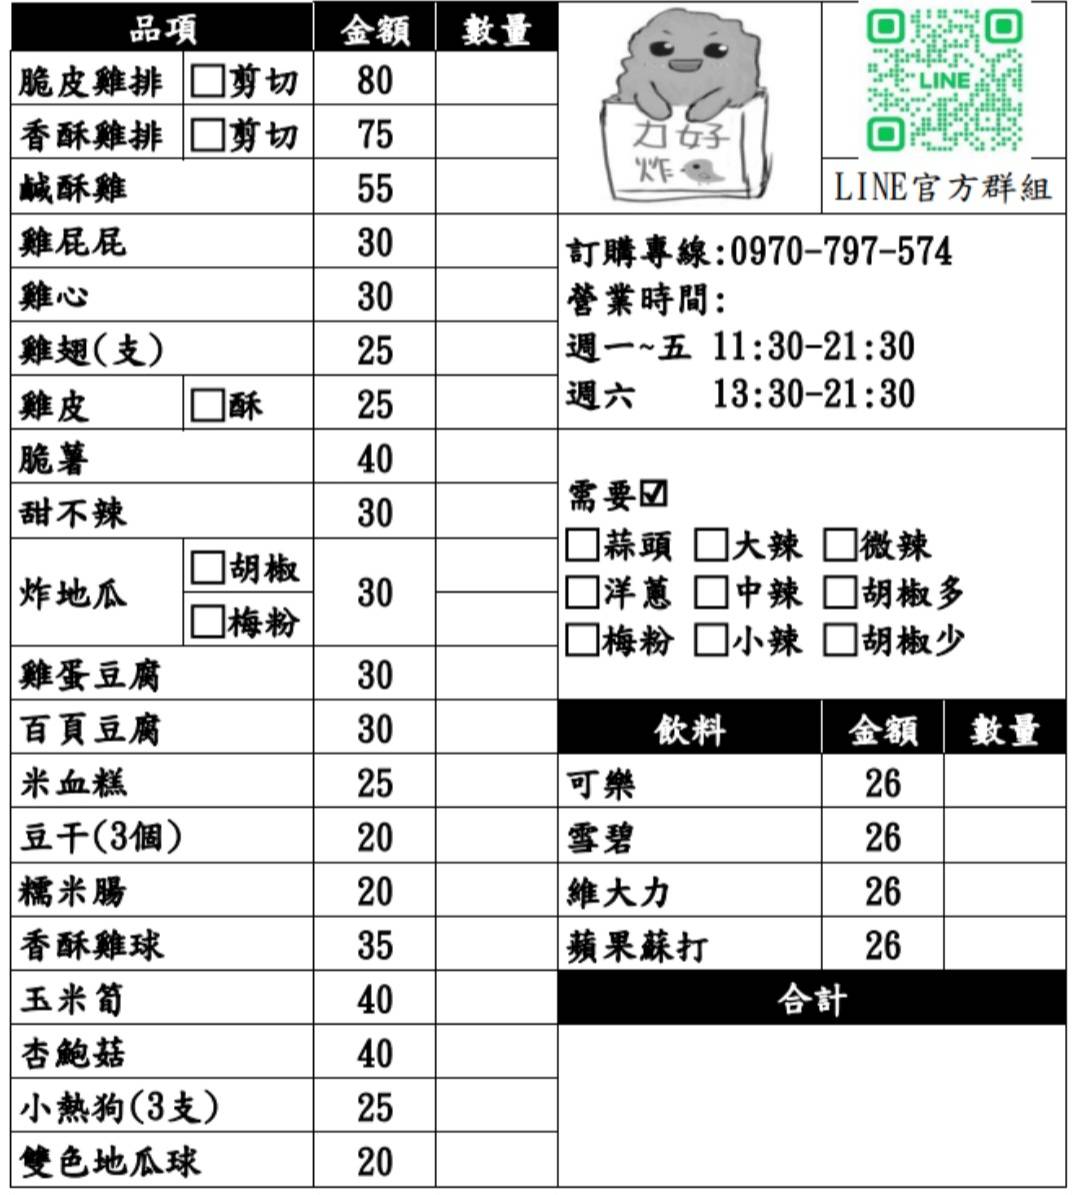 品項 金額 數量
脆皮雞排 □剪切 80
香酥雞排 □剪切 75
鹹酥雞 55
雞屁屁 30
雞心 30
雞翅(支) 25
雞皮 □酥 25
脆薯 40
甜不辣 30
炸地瓜 □胡椒 30
□梅粉
雞蛋豆腐 30
百頁豆腐 30
米血糕 25
豆干(3個) 20
糯米腸 20
香酥雞球 35
玉米筍 40
杏鮑菇 40
小熱狗(3支) 25
雙色地瓜球 20
力好
炸
LINE
LINE官方群組
訂購專線:0970-797-574
營業時間:
週一~五 11:30-21:30
週六 13:30-21:30
需要☑
□蒜頭 □大辣 □微辣
□洋蔥 □中辣 □胡椒多
□梅粉 □小辣 □胡椒少
飲料 金額 數量
可樂 26
雪碧 26
維大力 26
蘋果蘇打 26
合計